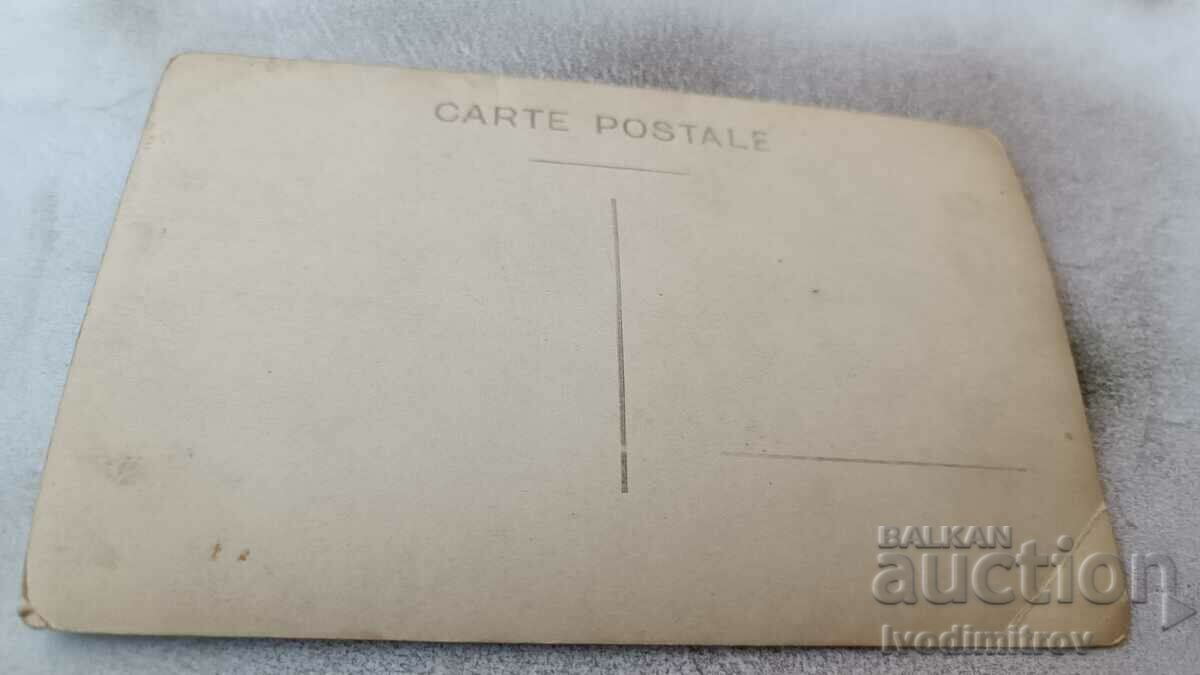 CARTE POSTALE
BALKAN
auction
Ivodimitrov